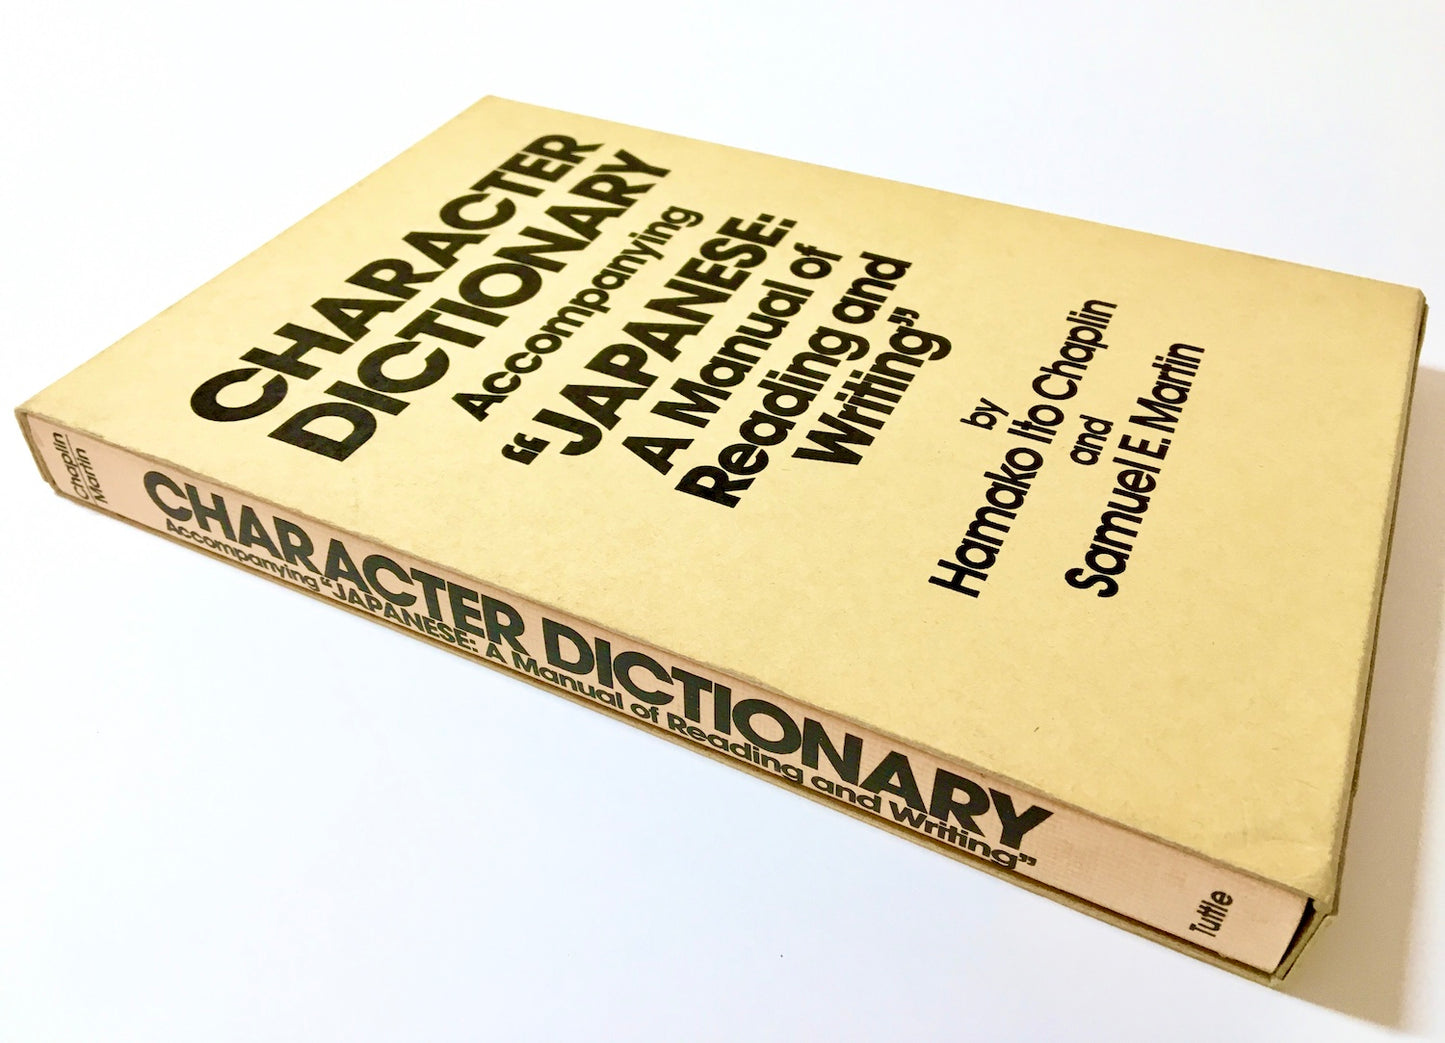 CHARACTER
DICTIONARY
Accompanying
“JAPANESE:
A Manual of
Reading and
Writing”
by
Hamako Ito Chaplin
and
Samuel E. Martin
Chaplin
Martin
CHARACTER DICTIONARY
Accompanying “JAPANESE: A Manual of Reading and Writing”
Tuttle